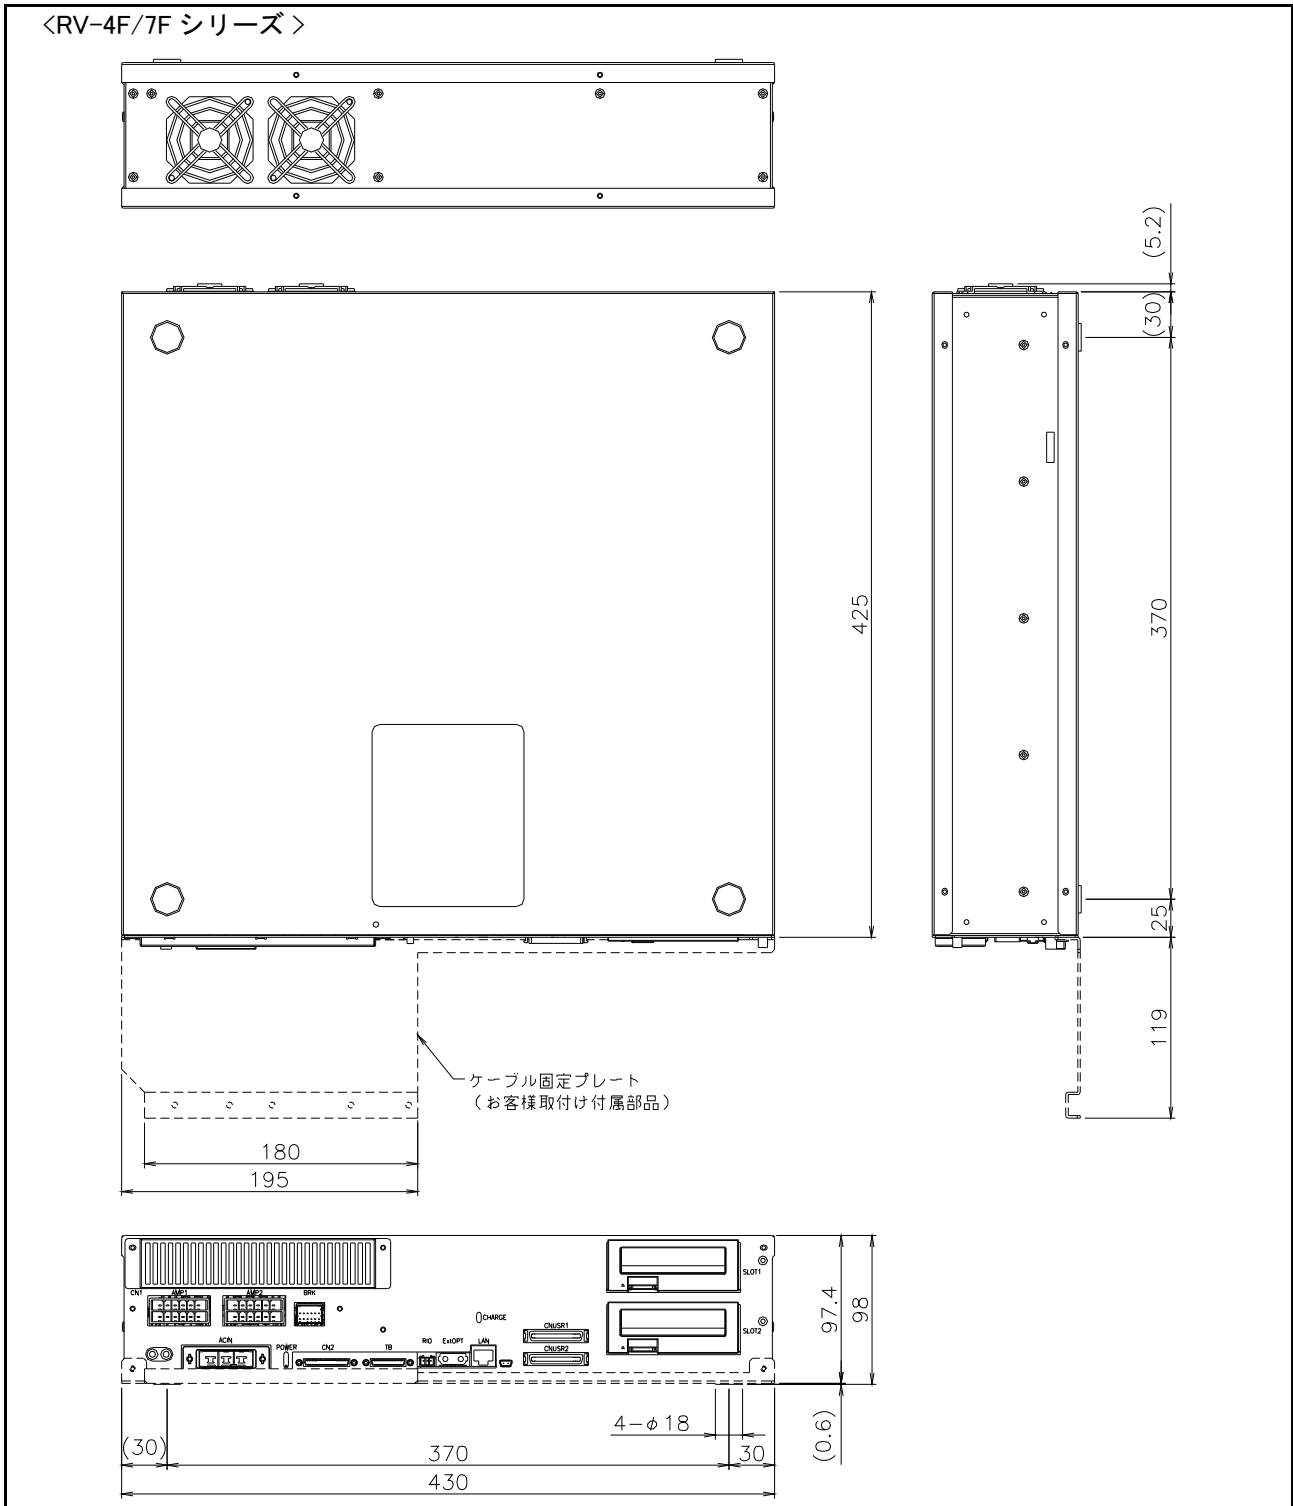 <RV-4F/7F シリーズ >
(5.2)
(30)
425
370
25
119
ケーブル固定プレート
（お客様取付け付属部品）
180
195
CN1
AMP1
AMP2
BRK
SLOT1
CHARGE
CNUSR1
SLOT2
ACIN
POWER
CN2
TB
RIO
ExtOPT
LAN
CNUSR2
97.4
98
4-φ18
(0.6)
(30)
370
30
430